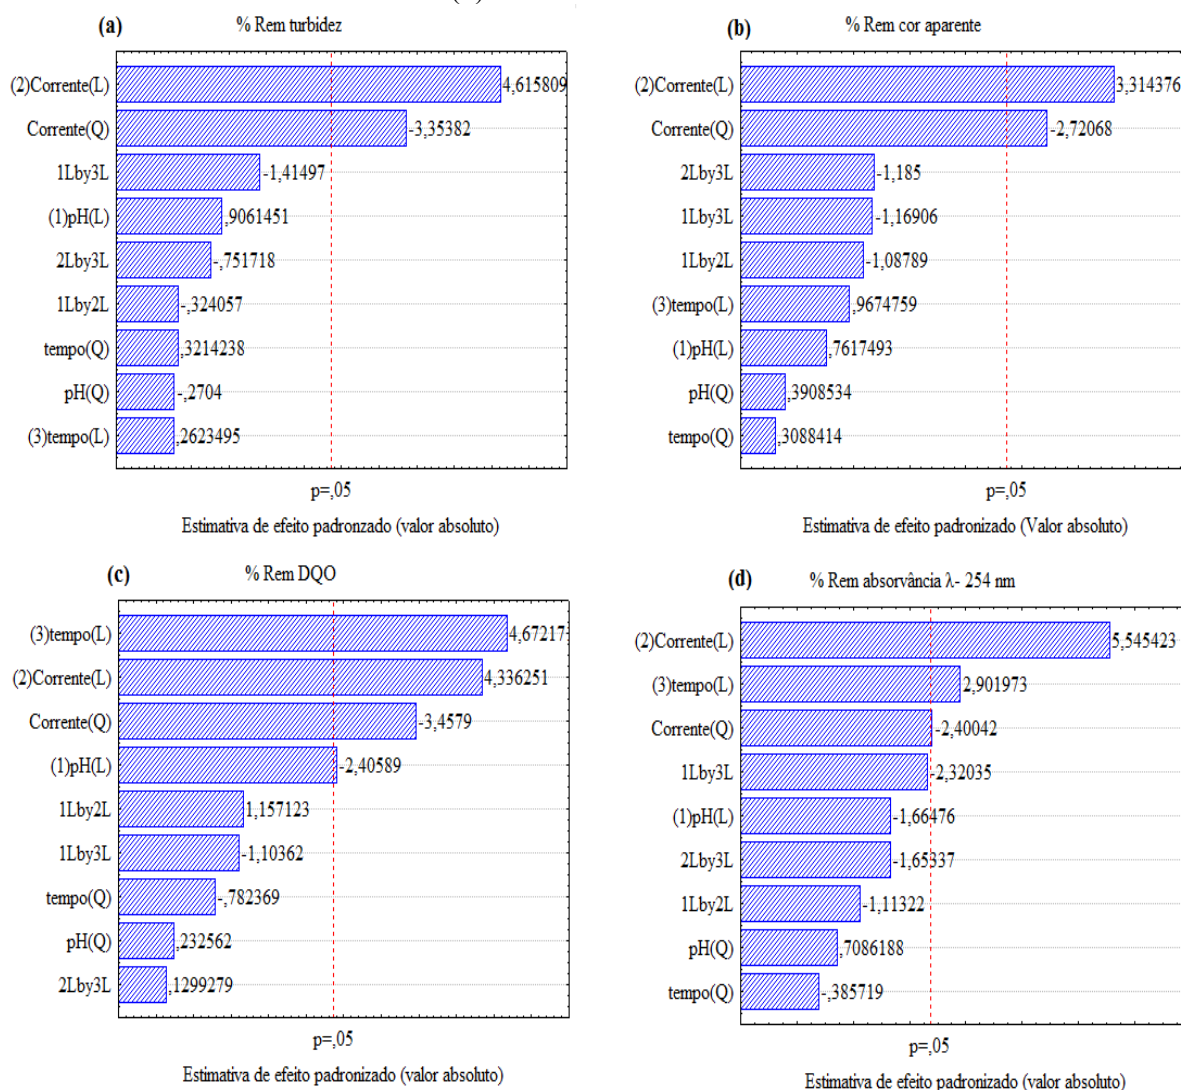 (a) % Rem turbidez
(2)Corrente(L) 4,615809
Corrente(Q) -3,35382
1Lby3L -1,41497
(1)pH(L) ,9061451
2Lby3L -,751718
1Lby2L -,324057
tempo(Q) ,3214238
pH(Q) -,2704
(3)tempo(L) ,2623495
p=,05
Estimativa de efeito padronzado (valor absoluto)
(b) % Rem cor aparente
(2)Corrente(L) 3,314376
Corrente(Q) -2,72068
2Lby3L -1,185
1Lby3L -1,16906
1Lby2L -1,08789
(3)tempo(L) ,9674759
(1)pH(L) ,7617493
pH(Q) ,3908534
tempo(Q) ,3088414
p=,05
Estimativa de efeito padronizado (Valor absoluto)
(c) % Rem DQO
(3)tempo(L) 4,67217
(2)Corrente(L) 4,336251
Corrente(Q) -3,4579
(1)pH(L) -2,40589
1Lby2L 1,157123
1Lby3L -1,10362
tempo(Q) -,782369
pH(Q) ,232562
2Lby3L ,1299279
p=,05
Estimativa de efeito padronizado (valor absoluto)
(d) % Rem absorvância λ- 254 nm
(2)Corrente(L) 5,545423
(3)tempo(L) 2,901973
Corrente(Q) -2,40042
1Lby3L -2,32035
(1)pH(L) -1,66476
2Lby3L -1,65337
1Lby2L -1,11322
pH(Q) ,7086188
tempo(Q) -,385719
p=,05
Estimativa de efeito padronizado (valor absoluto)